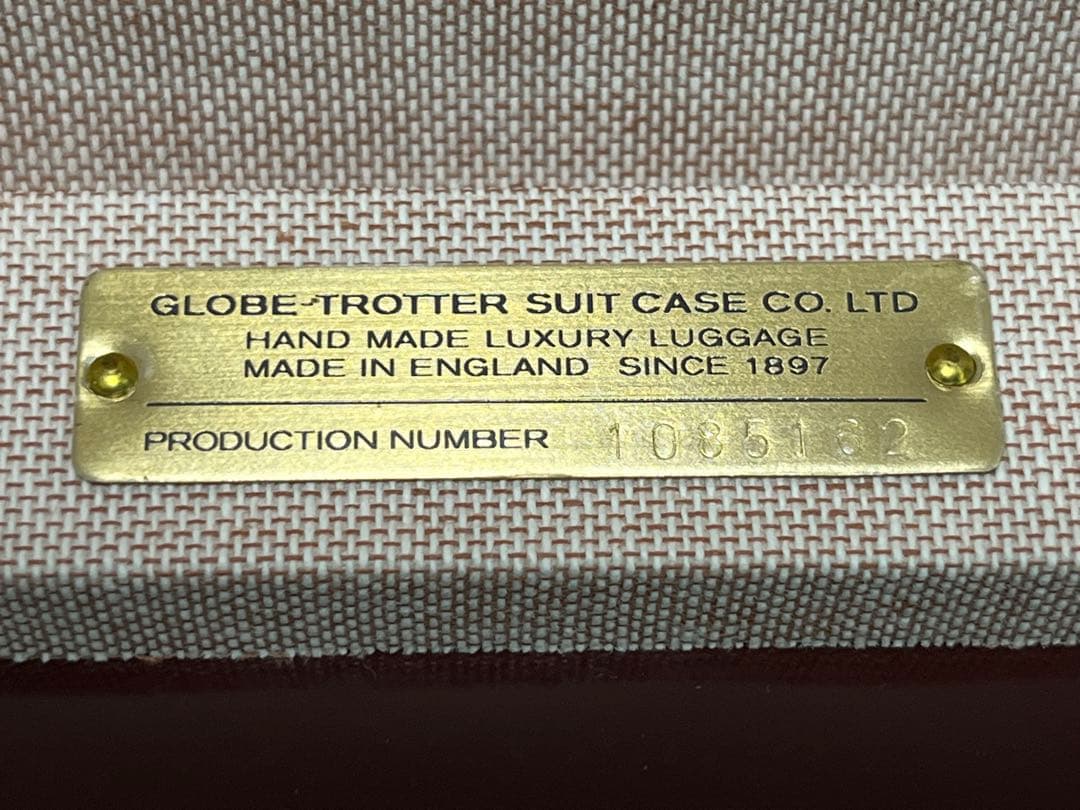 GLOBE-TROTTER SUIT CASE CO. LTD
HAND MADE LUXURY LUGGAGE
MADE IN ENGLAND SINCE 1897
PRODUCTION NUMBER 1085162